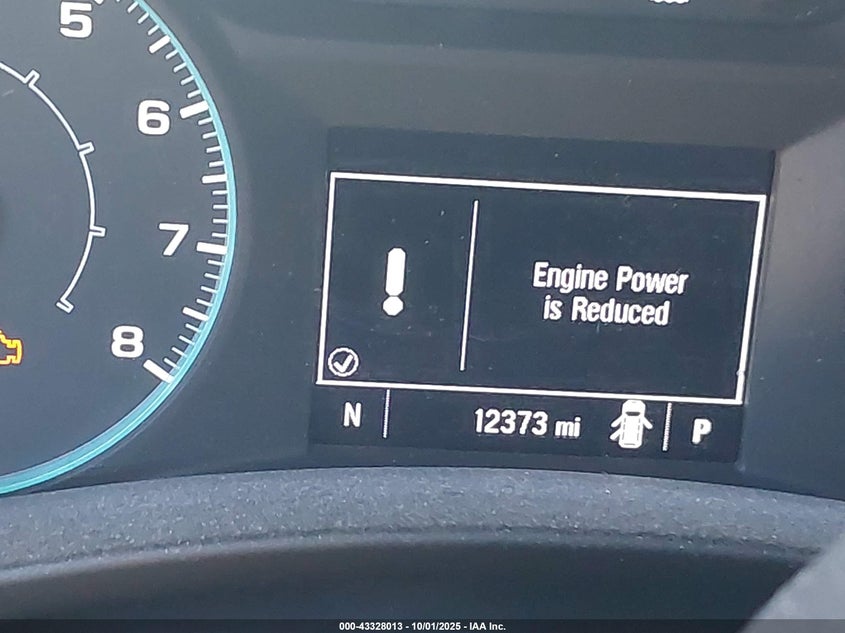 5
6
7
8
Engine Power
is Reduced
N 12373 mi P
000-43328013 - 10/01/2025 - IAA Inc.